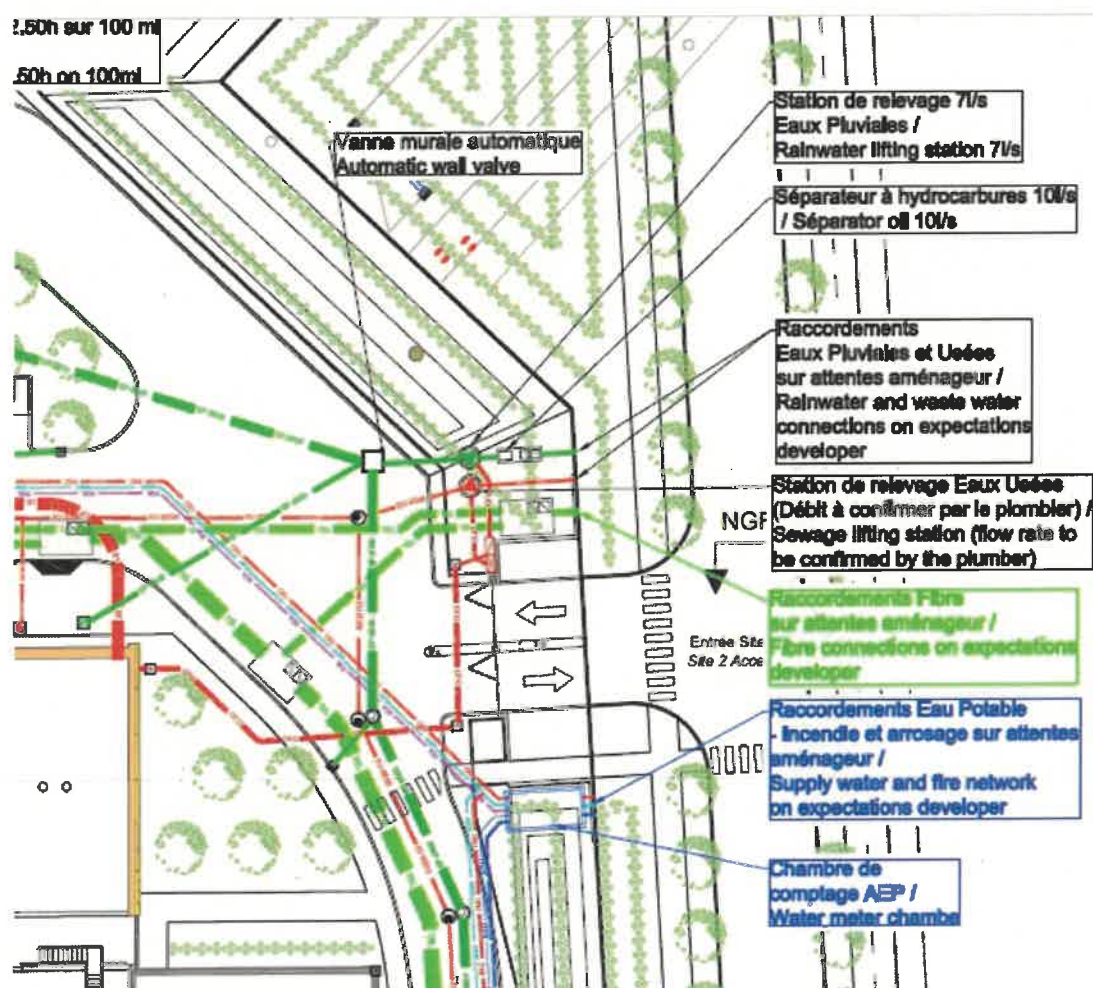 2.50h sur 100 ml
.50h on 100ml
Vanne murale automatique
Automatic wall valve
Station de relevage 7l/s
Eaux Pluviales /
Rainwater lifting station 7l/s
Séparateur à hydrocarbures 10l/s
/ Séparator oil 10l/s
Raccordements
Eaux Pluviales et Usées
sur attentes aménageur /
Rainwater and waste water
connections on expectations
developer
Station de relevage Eaux Usées
(Débit à confirmer par le plombier) /
Sewage lifting station (flow rate to
be confirmed by the plumber)
NGF
Raccordements Fibre
sur attentes aménageur /
Fibre connections on expectations
developer
Entrée Site
Site 2 Acce
Raccordements Eau Potable
- Incendie et arrosage sur attentes
aménageur /
Supply water and fire network
on expectations developer
Chambre de
comptage AEP /
Water meter chambe